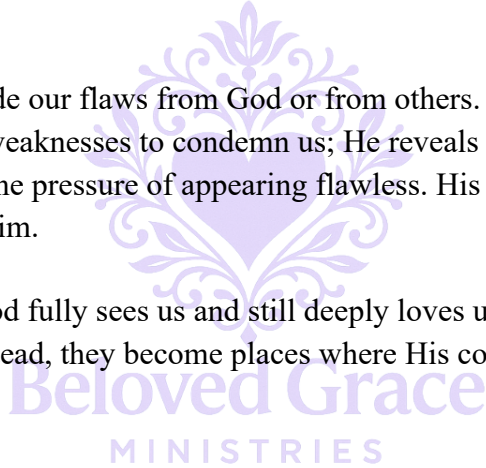 de our flaws from God or from others.
weaknesses to condemn us; He reveals
he pressure of appearing flawless. His
im.
od fully sees us and still deeply loves u
ead, they become places where His co
Beloved Grace
MINISTRIES